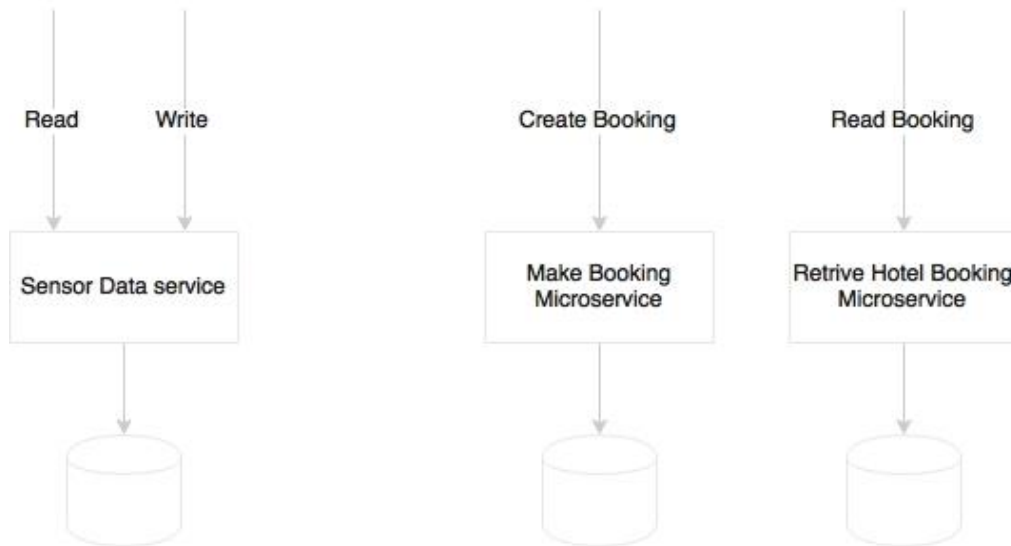 Read
Write
Create Booking
Read Booking
Sensor Data service
Make Booking
Microservice
Retrive Hotel Booking
Microservice